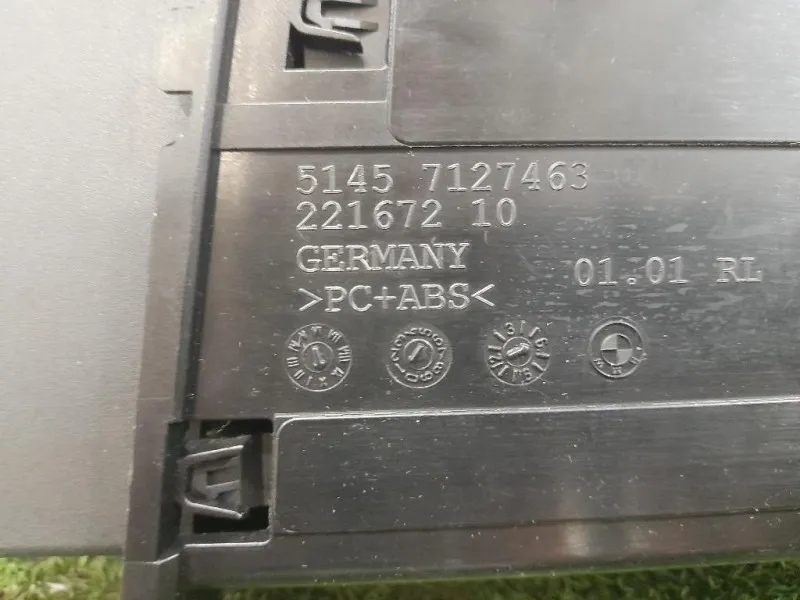 5145 7127463
221672 10
GERMANY
>PC+ABS<
01.01 RL